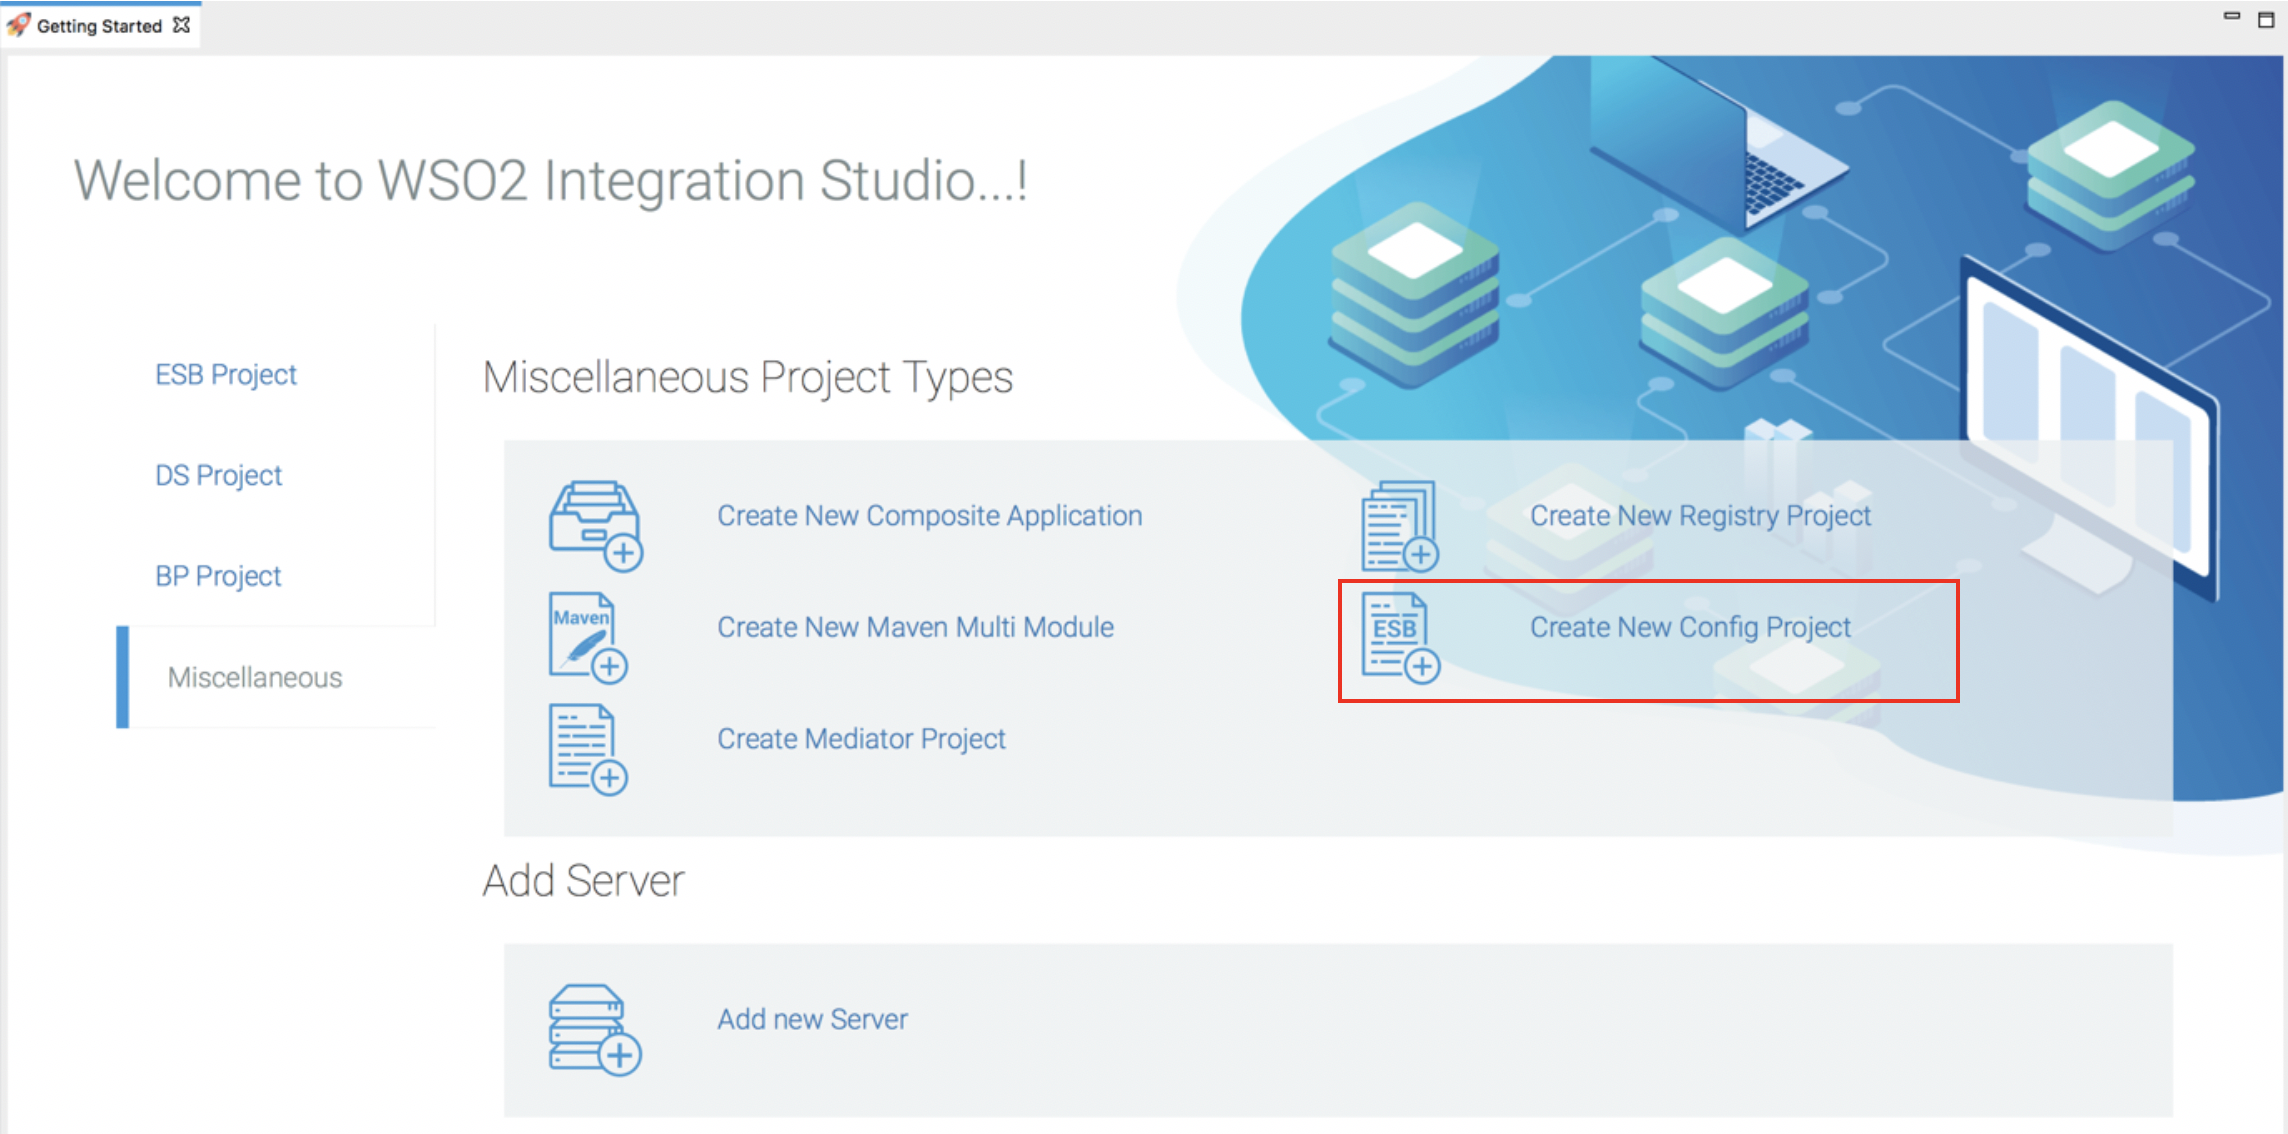 Getting Started
Welcome to WSO2 Integration Studio...!
ESB Project
DS Project
BP Project
Miscellaneous
Miscellaneous Project Types
Create New Composite Application
Create New Registry Project
Maven
Create New Maven Multi Module
ESB
Create New Config Project
Create Mediator Project
Add Server
Add new Server